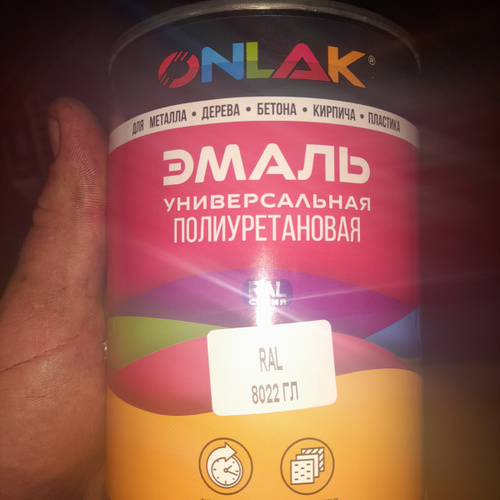 ONLAK®
ДЛЯ МЕТАЛЛА • ДЕРЕВА • БЕТОНА • КИРПИЧА • ПЛАСТИКА
ЭМАЛЬ
УНИВЕРСАЛЬНАЯ
ПОЛИУРЕТАНОВАЯ
RAL
RAL
8022 ГЛ